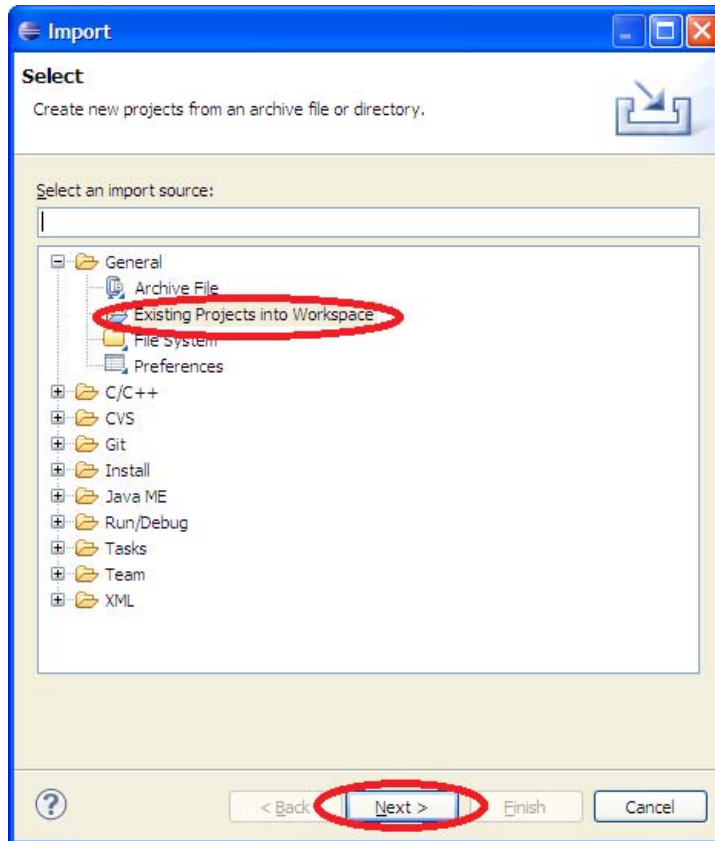 Import
Select
Create new projects from an archive file or directory.
Select an import source:
General
Archive File
Existing Projects into Workspace
File System
Preferences
C/C++
CVS
Git
Install
Java ME
Run/Debug
Tasks
Team
XML
? < Back Next > Finish Cancel